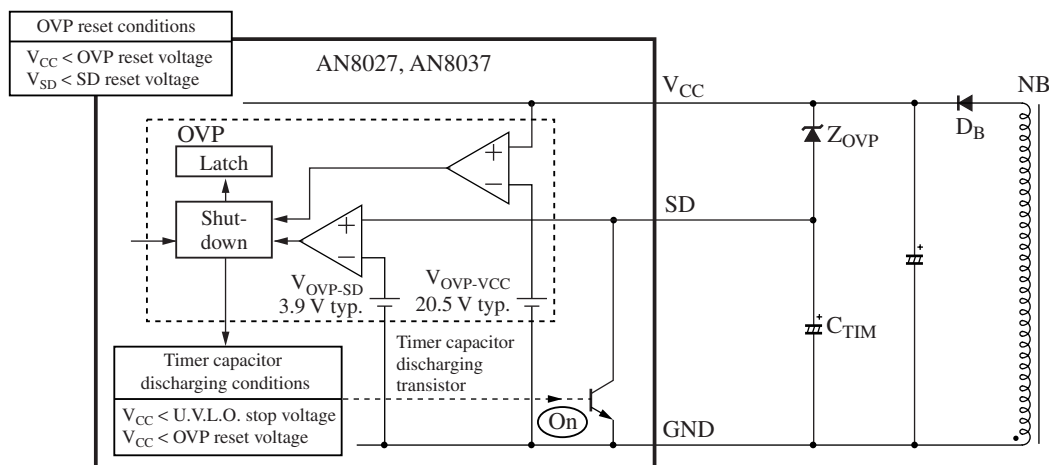 OVP reset conditions
V_CC < OVP reset voltage
V_SD < SD reset voltage
AN8027, AN8037
V_CC
NB
D_B
Z_OVP
OVP
Latch
+
−
SD
Shut-
down
+
−
V_OVP-SD
3.9 V typ.
V_OVP-VCC
20.5 V typ.
+
+
C_TIM
Timer capacitor
discharging
transistor
Timer capacitor
discharging conditions
V_CC < U.V.L.O. stop voltage
V_CC < OVP reset voltage
On
GND